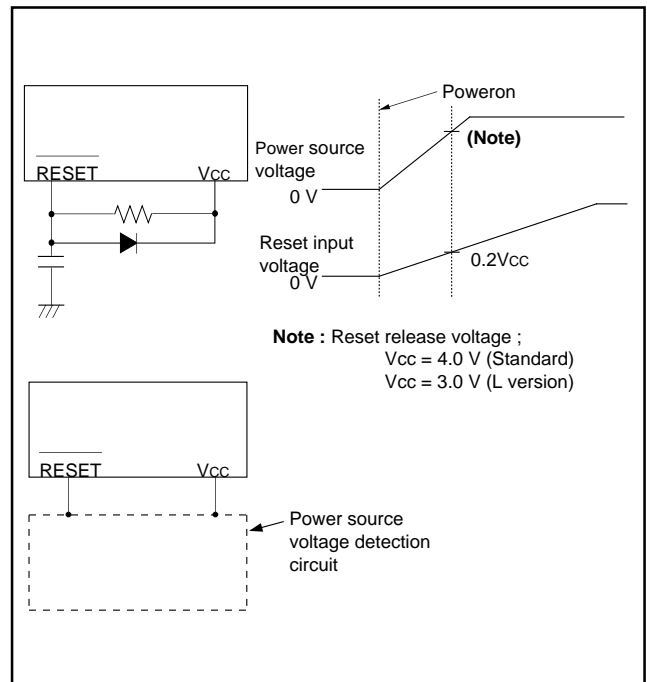 RESET
VCC
Poweron
(Note)
Power source
voltage
0 V
Reset input
voltage
0 V
0.2VCC
Note : Reset release voltage ;
Vcc = 4.0 V (Standard)
Vcc = 3.0 V (L version)
RESET
VCC
Power source
voltage detection
circuit